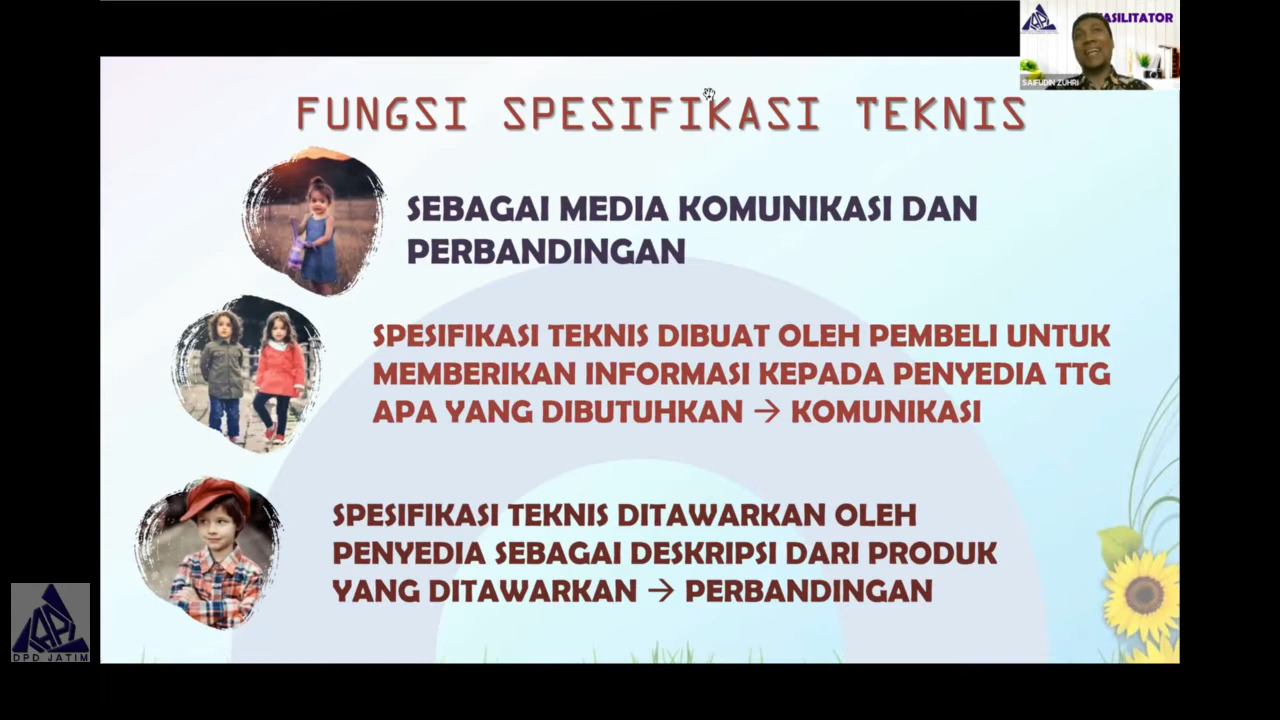 FASILITATOR
SAIFUDIN ZUHRI
FUNGSI SPESIFIKASI TEKNIS
SEBAGAI MEDIA KOMUNIKASI DAN
PERBANDINGAN
SPESIFIKASI TEKNIS DIBUAT OLEH PEMBELI UNTUK
MEMBERIKAN INFORMASI KEPADA PENYEDIA TTG
APA YANG DIBUTUHKAN → KOMUNIKASI
SPESIFIKASI TEKNIS DITAWARKAN OLEH
PENYEDIA SEBAGAI DESKRIPSI DARI PRODUK
YANG DITAWARKAN → PERBANDINGAN
DPD JATIM